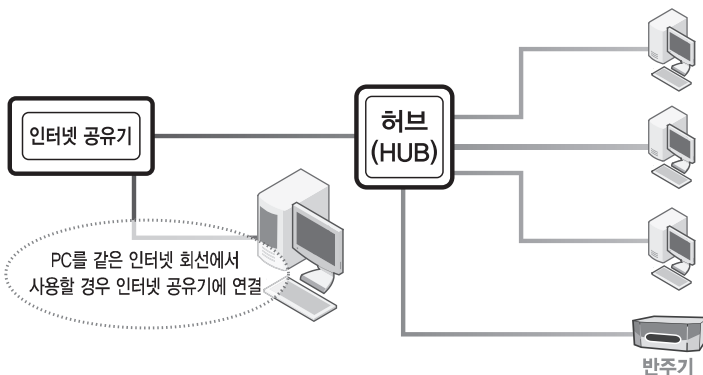 인터넷 공유기
허브
(HUB)
PC를 같은 인터넷 회선에서
사용할 경우 인터넷 공유기에 연결
반주기